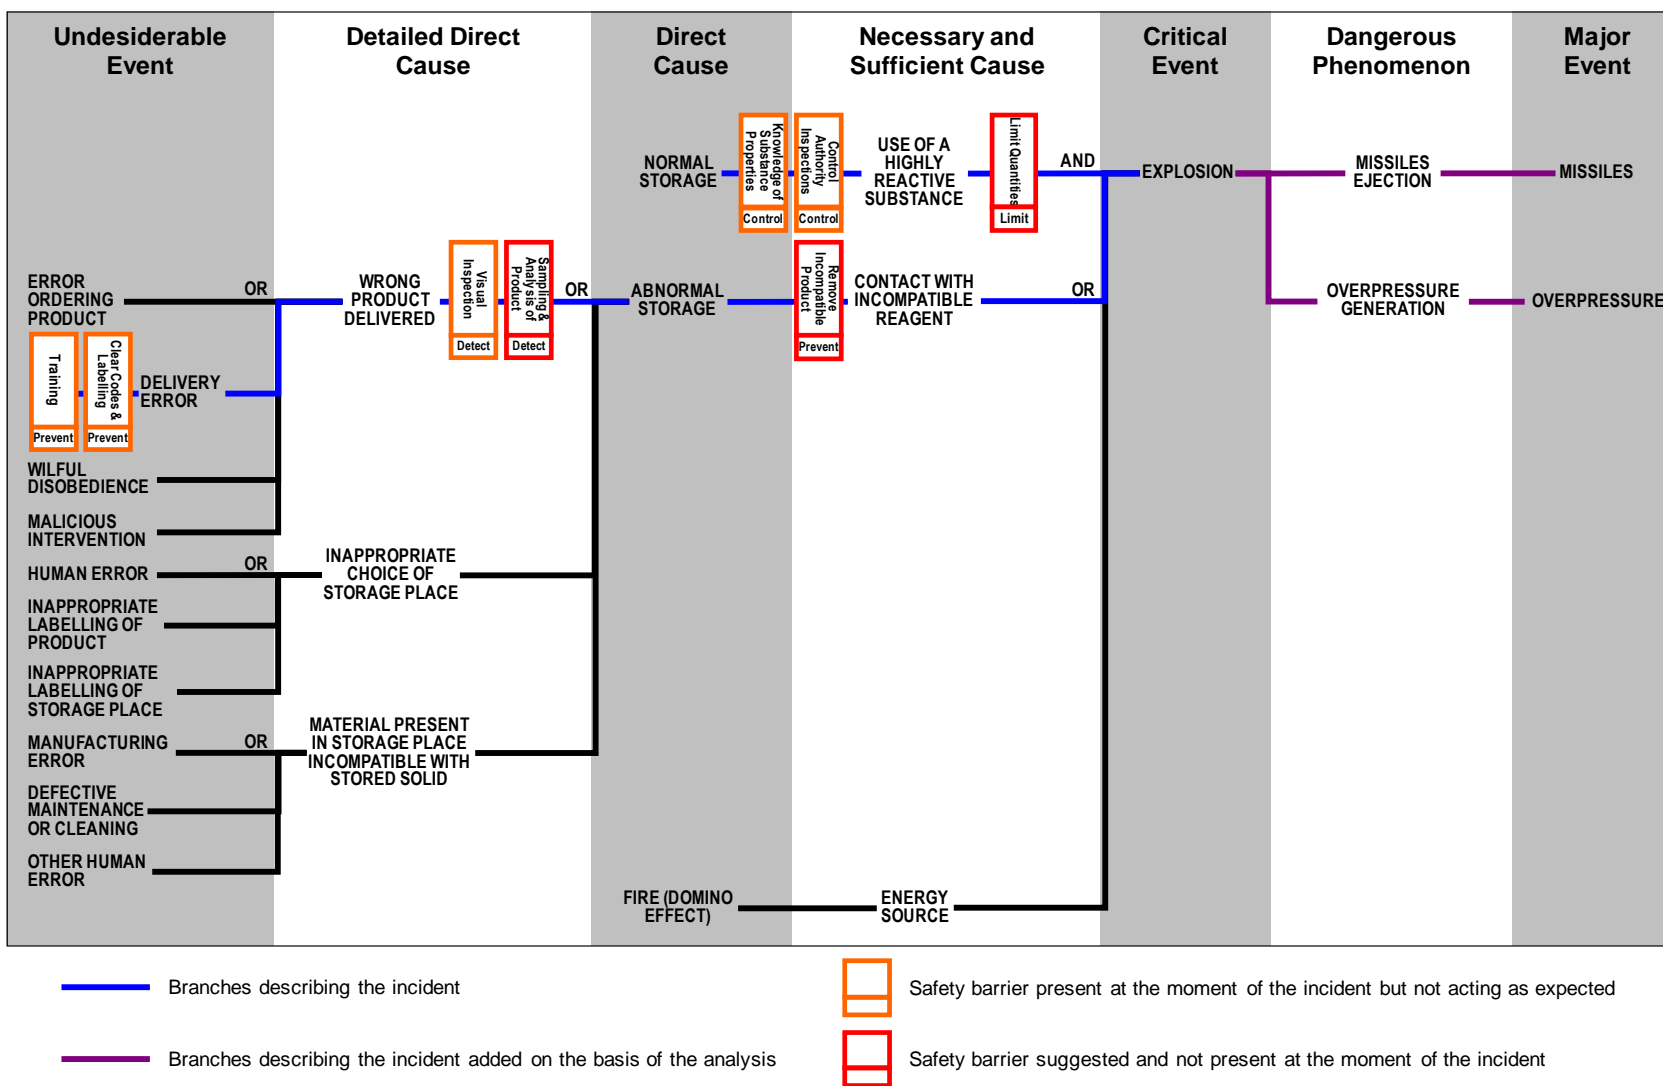 Undesiderable
Event
Detailed Direct
Cause
Direct
Cause
Necessary and
Sufficient Cause
Critical
Event
Dangerous
Phenomenon
Major
Event
NORMAL
STORAGE
Knowledge of
Substance
Properties
Control
Control
Authority
Inspections
Control
USE OF A
HIGHLY
REACTIVE
SUBSTANCE
Limit Quantities
Limit
AND
EXPLOSION
MISSILES
EJECTION
MISSILES
ERROR
ORDERING
PRODUCT
OR
WRONG
PRODUCT
DELIVERED
Visual
Inspection
Detect
Sampling &
Analysis of
Product
Detect
OR
ABNORMAL
STORAGE
Remove
Incompatible
Product
Prevent
CONTACT WITH
INCOMPATIBLE
REAGENT
OR
OVERPRESSURE
GENERATION
OVERPRESSURE
Training
Prevent
Clear Codes &
Labelling
Prevent
DELIVERY
ERROR
WILFUL
DISOBEDIENCE
MALICIOUS
INTERVENTION
HUMAN ERROR
OR
INAPPROPRIATE
CHOICE OF
STORAGE PLACE
INAPPROPRIATE
LABELLING OF
PRODUCT
INAPPROPRIATE
LABELLING OF
STORAGE PLACE
MANUFACTURING
ERROR
OR
MATERIAL PRESENT
IN STORAGE PLACE
INCOMPATIBLE WITH
STORED SOLID
DEFECTIVE
MAINTENANCE
OR CLEANING
OTHER HUMAN
ERROR
FIRE (DOMINO
EFFECT)
ENERGY
SOURCE
Branches describing the incident
Safety barrier present at the moment of the incident but not acting as expected
Branches describing the incident added on the basis of the analysis
Safety barrier suggested and not present at the moment of the incident